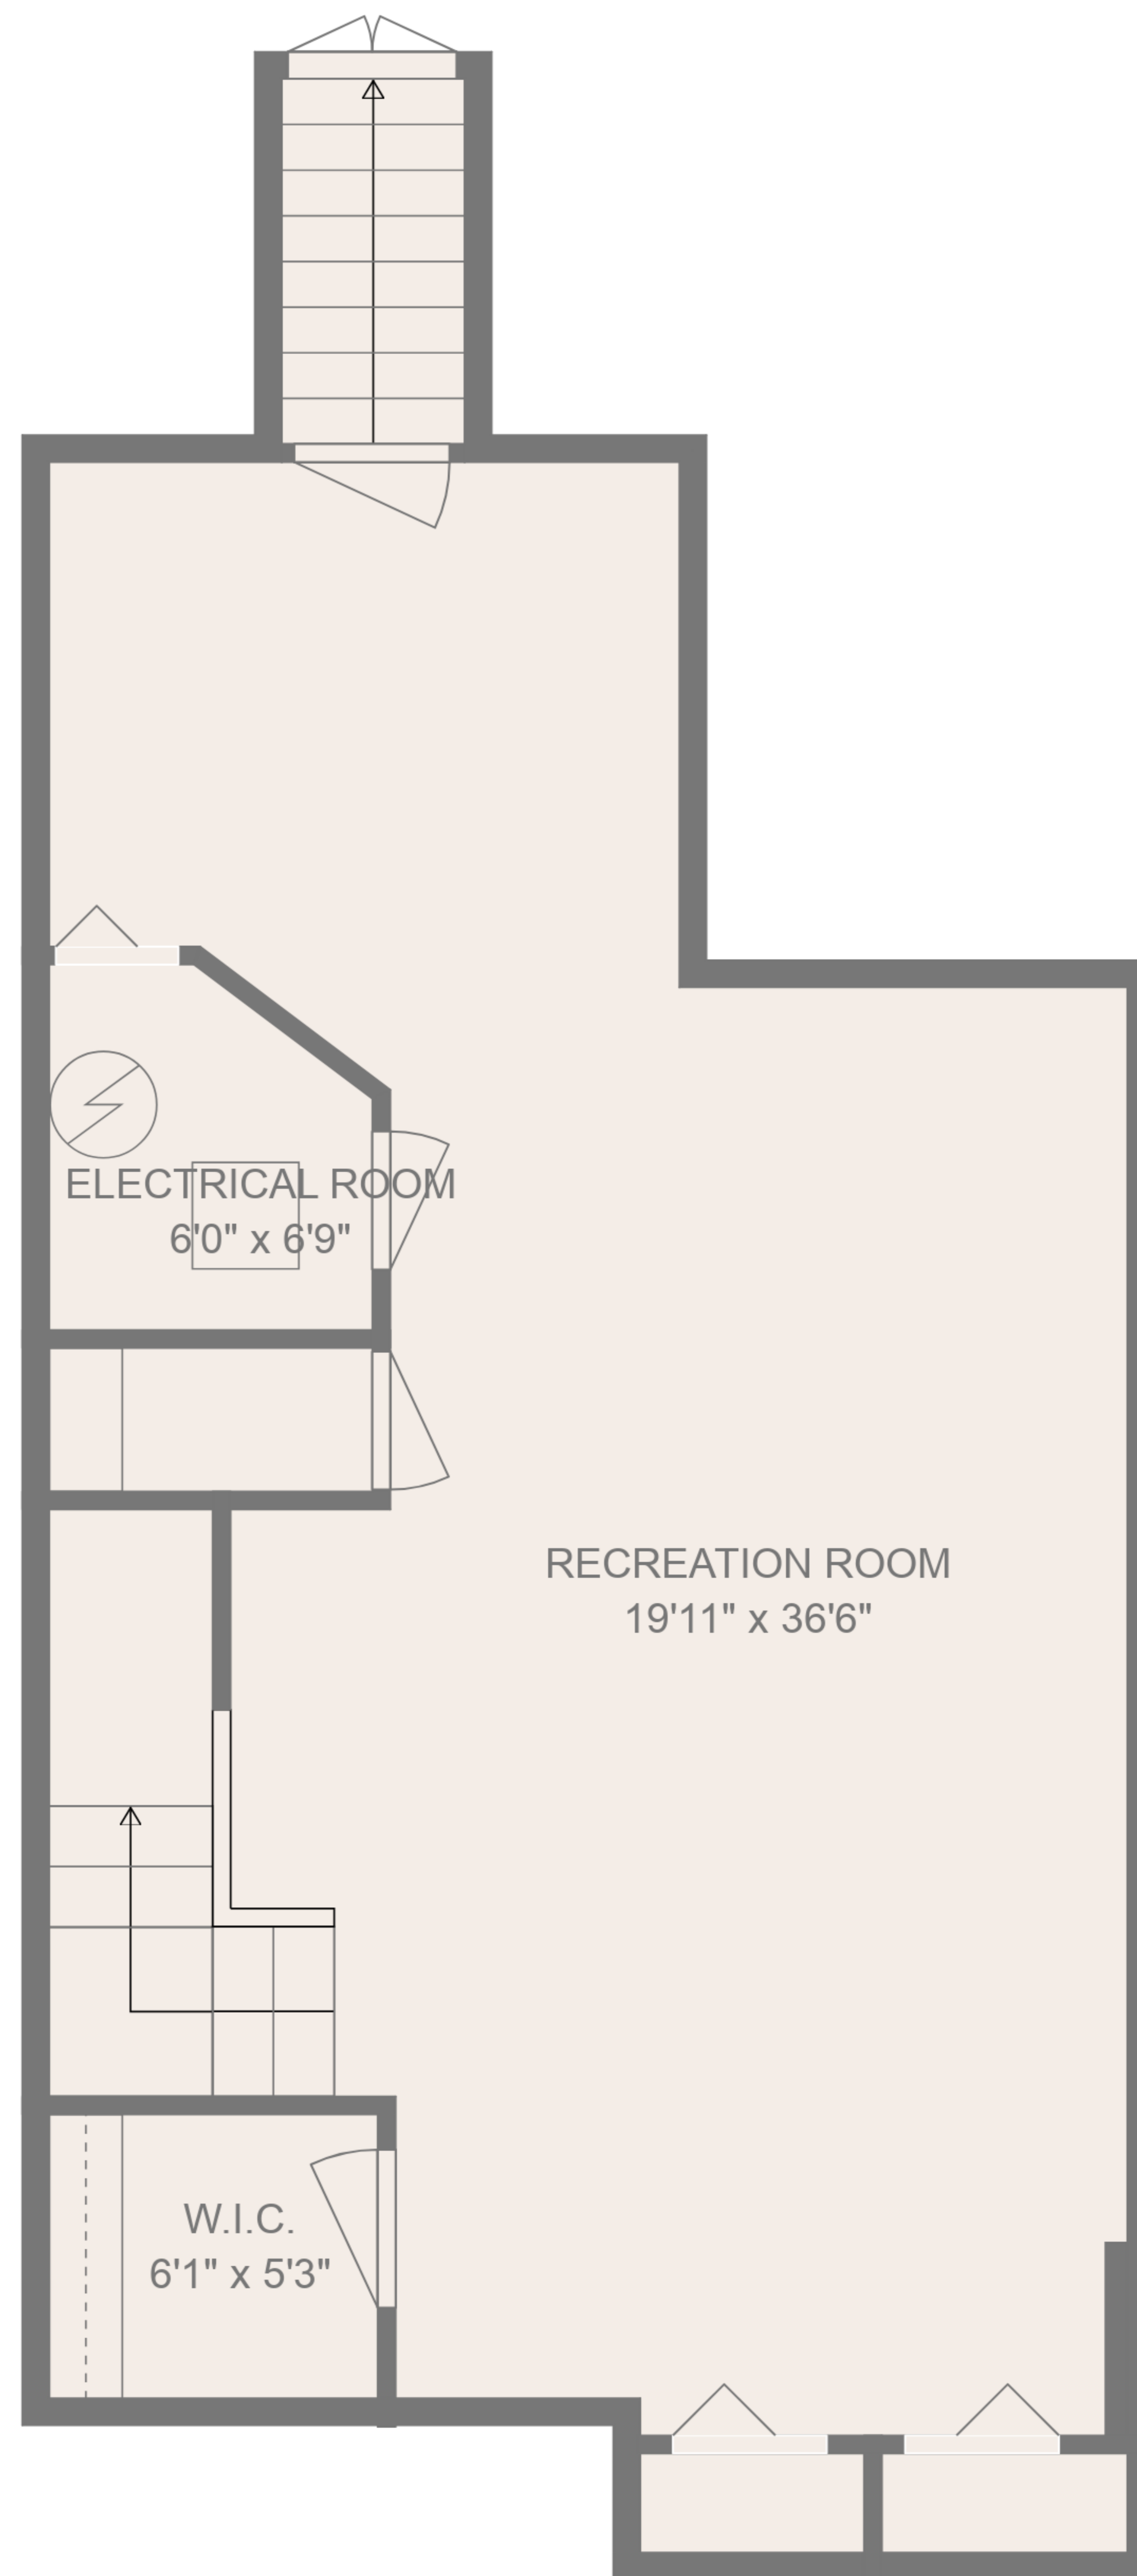 ELECTRICAL ROOM
6'0" x 6'9"
RECREATION ROOM
19'11" x 36'6"
W.I.C.
6'1" x 5'3"